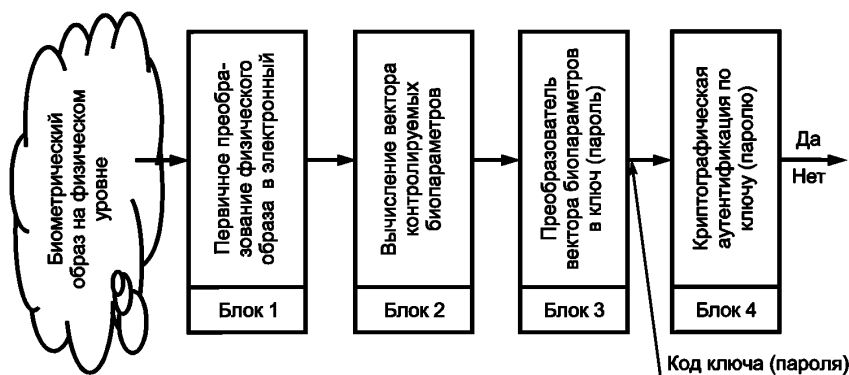 Биометрический
образ на физическом
уровне
Первичное преобра-
зование физического
образа в электронный
Блок 1
Вычисление вектора
контролируемых
биопараметров
Блок 2
Преобразователь
вектора биопараметров
в ключ (пароль)
Блок 3
Криптографическая
аутентификация по
ключу (паролю)
Блок 4
Да
Нет
Код ключа (пароля)